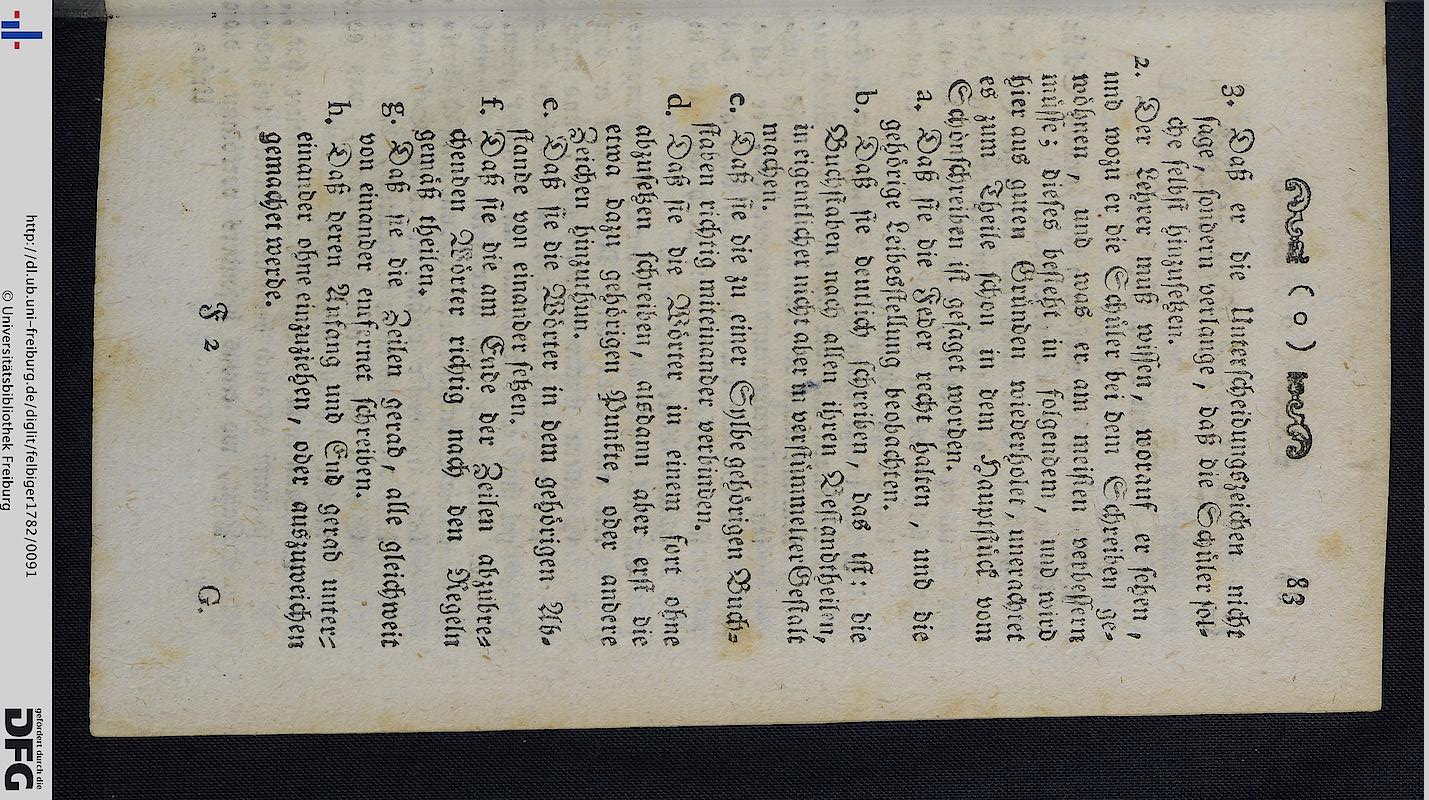 ( o ) 83
3. Daß er die Unterscheidungszeichen nicht
sage, sondern verlange, daß die Schüler sol-
che selbst hinzusetzen.
2. Der Lehrer muß wissen, worauf er sehen,
und wozu er die Schüler bei dem Schreiben ge-
wöhnen, und was er am meisten verbessern
müsse; dieses besteht in folgendem, und wird
hier aus guten Gründen wiederholet, unerachtet
es zum Theile schon in dem Hauptstück vom
Schönschreiben ist gesaget worden.
a. Daß sie die Feder recht halten, und die
gehörige Leibesstellung beobachten.
b. Daß sie deutlich schreiben, das ist: die
Buchstaben nach allen ihren Bestandtheilen,
in eigentlicher nicht aber in verstümmelter Gestalt
machen.
c. Daß sie die zu einer Sylbe gehörigen Buch-
staben richtig miteinander verbinden.
d. Daß sie die Wörter in einem fort ohne
abzusetzen schreiben, alsdann aber erst die
etwa dazu gehörigen Punkte, oder andere
Zeichen hinzuthun.
e. Daß sie die Wörter in dem gehörigen Ab-
stande von einander setzen.
f. Daß sie die am Ende der Zeilen abzubre-
chenden Wörter richtig nach den Regeln
gemäß theilen.
g. Daß sie die Zeilen gerad, alle gleichweit
von einander entfernet schreiben.
h. Daß deren Anfang und End gerad unter-
einander ohne einzuziehen, oder auszuweichen
gemachet werde.
F 2 G.
http://dl.ub.uni-freiburg.de/diglit/felbiger1782/0091
© Universitätsbibliothek Freiburg
gefördert durch die
DFG